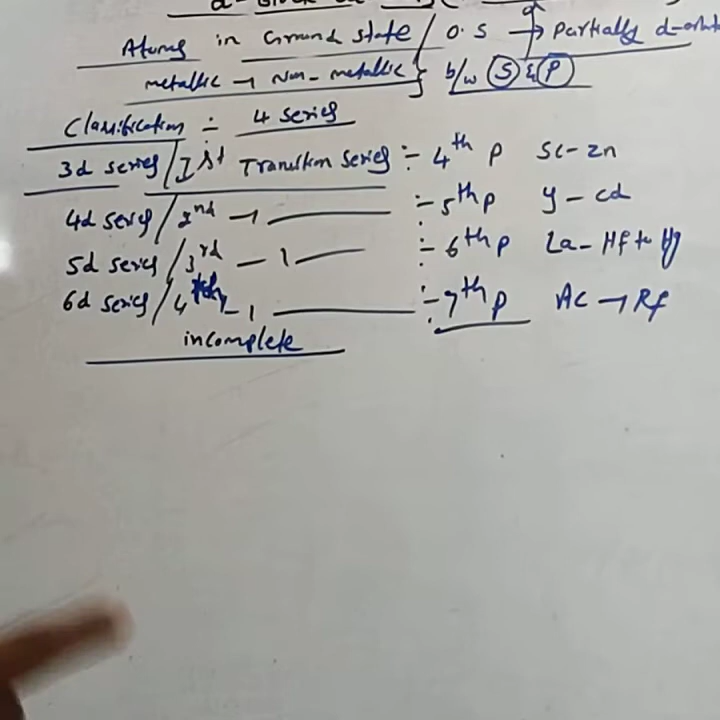 d-Block
Atoms in Ground state / O.S → Partially d-
metallic → Non-metallic } b/w (S) & (P)
Classification :- 4 series
3d series / Ist Transition series :- 4th p Sc-Zn
4d series / 2nd —1 ——— :- 5th p y-cd
5d series / 3rd —1 —— :- 6th p La-Hf to Hg
6d series / 4th —1 ——— :- 7th p Ac → Rf
incomplete